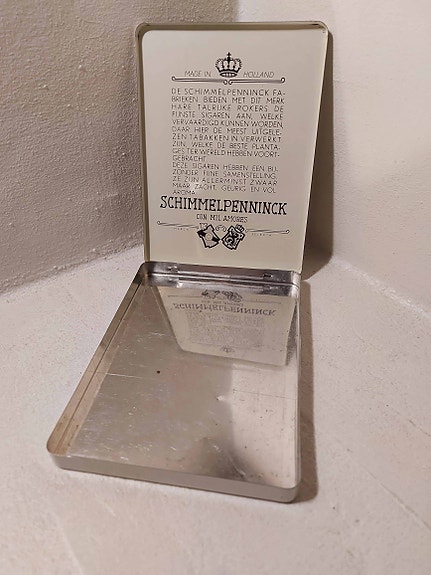 MADE IN HOLLAND
DE SCHIMMELPENNINCK FA-
BRIEKEN BIEDEN MET DIT MERK
HARE TALRIJKE ROKERS DE
FIJNSTE SIGAREN AAN, WELKE
VERVAARDIGD KUNNEN WORDEN,
DAAR HIER DE MEEST UITGELE-
ZEN TABAKKEN IN VERWERKT
ZIJN, WELKE DE BESTE PLANTA-
GES TER WERELD HEBBEN VOORT-
GEBRACHT.
DEZE SIGAREN HEBBEN EEN BIJ-
ZONDER FIJNE SAMENSTELLING,
ZE ZIJN ALLERMINST ZWAAR
MAAR ZACHT, GEURIG EN VOL
AROMA.
SCHIMMELPENNINCK
CON MIL AMORES